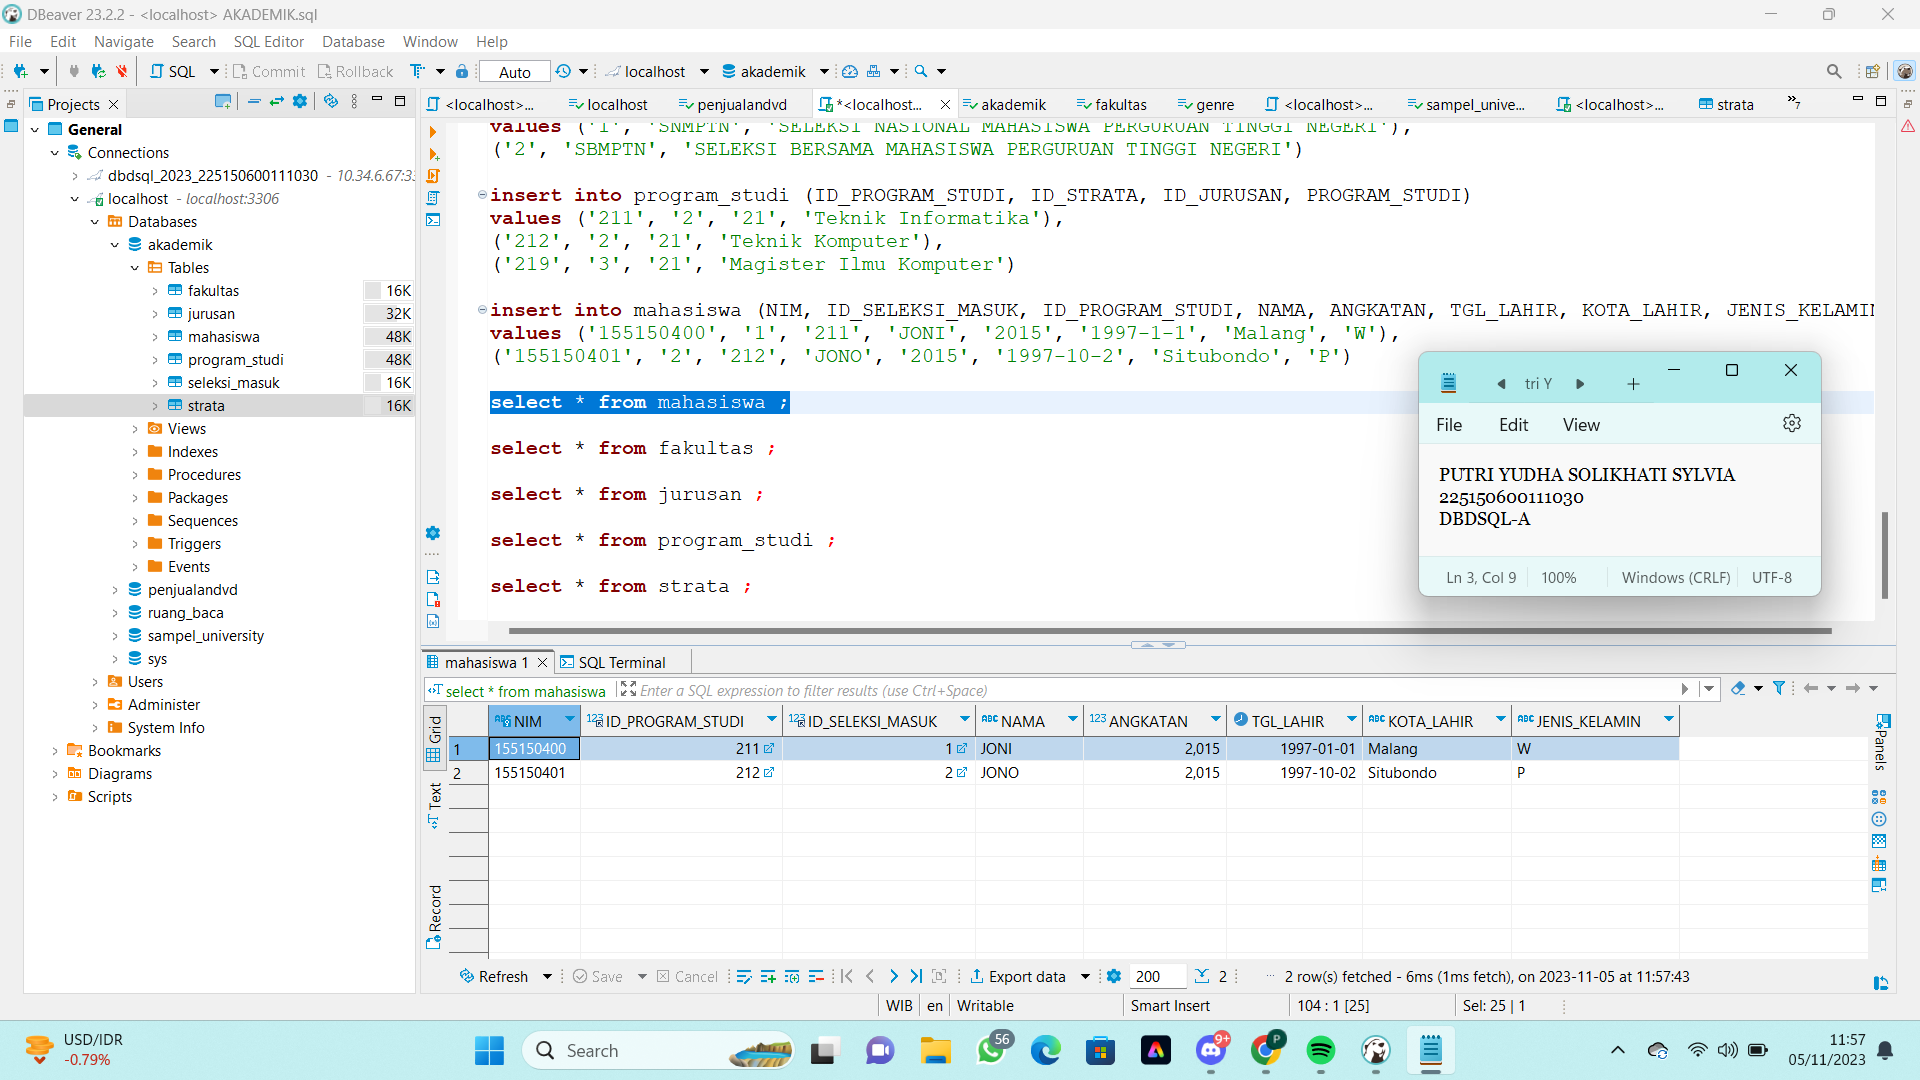 DBeaver 23.2.2 - <localhost> AKADEMIK.sql
File Edit Navigate Search SQL Editor Database Window Help
SQL Commit Rollback Auto localhost akademik
Projects
<localhost>... localhost penjualandvd *<localhost... akademik fakultas genre <localhost>... sampel_unive... <localhost>... strata »7
General
Connections
dbdsql_2023_225150600111030 - 10.34.6.67:33
localhost - localhost:3306
Databases
akademik
Tables
fakultas 16K
jurusan 32K
mahasiswa 48K
program_studi 48K
seleksi_masuk 16K
strata 16K
Views
Indexes
Procedures
Packages
Sequences
Triggers
Events
penjualandvd
ruang_baca
sampel_university
sys
Users
Administer
System Info
Bookmarks
Diagrams
Scripts
values ('1', 'SNMPTN', 'SELEKSI NASIONAL MAHASISWA PERGURUAN TINGGI NEGERI'),
('2', 'SBMPTN', 'SELEKSI BERSAMA MAHASISWA PERGURUAN TINGGI NEGERI')
insert into program_studi (ID_PROGRAM_STUDI, ID_STRATA, ID_JURUSAN, PROGRAM_STUDI)
values ('211', '2', '21', 'Teknik Informatika'),
('212', '2', '21', 'Teknik Komputer'),
('219', '3', '21', 'Magister Ilmu Komputer')
insert into mahasiswa (NIM, ID_SELEKSI_MASUK, ID_PROGRAM_STUDI, NAMA, ANGKATAN, TGL_LAHIR, KOTA_LAHIR, JENIS_KELAMIN
values ('155150400', '1', '211', 'JONI', '2015', '1997-1-1', 'Malang', 'W'),
('155150401', '2', '212', 'JONO', '2015', '1997-10-2', 'Situbondo', 'P')
select * from mahasiswa ;
select * from fakultas ;
select * from jurusan ;
select * from program_studi ;
select * from strata ;
tri Y
File Edit View
PUTRI YUDHA SOLIKHATI SYLVIA
225150600111030
DBDSQL-A
Ln 3, Col 9 100% Windows (CRLF) UTF-8
mahasiswa 1 SQL Terminal
select * from mahasiswa Enter a SQL expression to filter results (use Ctrl+Space)
Grid Text Record
NIM ID_PROGRAM_STUDI ID_SELEKSI_MASUK NAMA ANGKATAN TGL_LAHIR KOTA_LAHIR JENIS_KELAMIN
1 155150400 211 1 JONI 2,015 1997-01-01 Malang W
2 155150401 212 2 JONO 2,015 1997-10-02 Situbondo P
Panels
Refresh Save Cancel Export data 200 2 2 row(s) fetched - 6ms (1ms fetch), on 2023-11-05 at 11:57:43
WIB en Writable Smart Insert 104 : 1 [25] Sel: 25 | 1
USD/IDR
-0.79%
Search
56
9+
P
11:57
05/11/2023